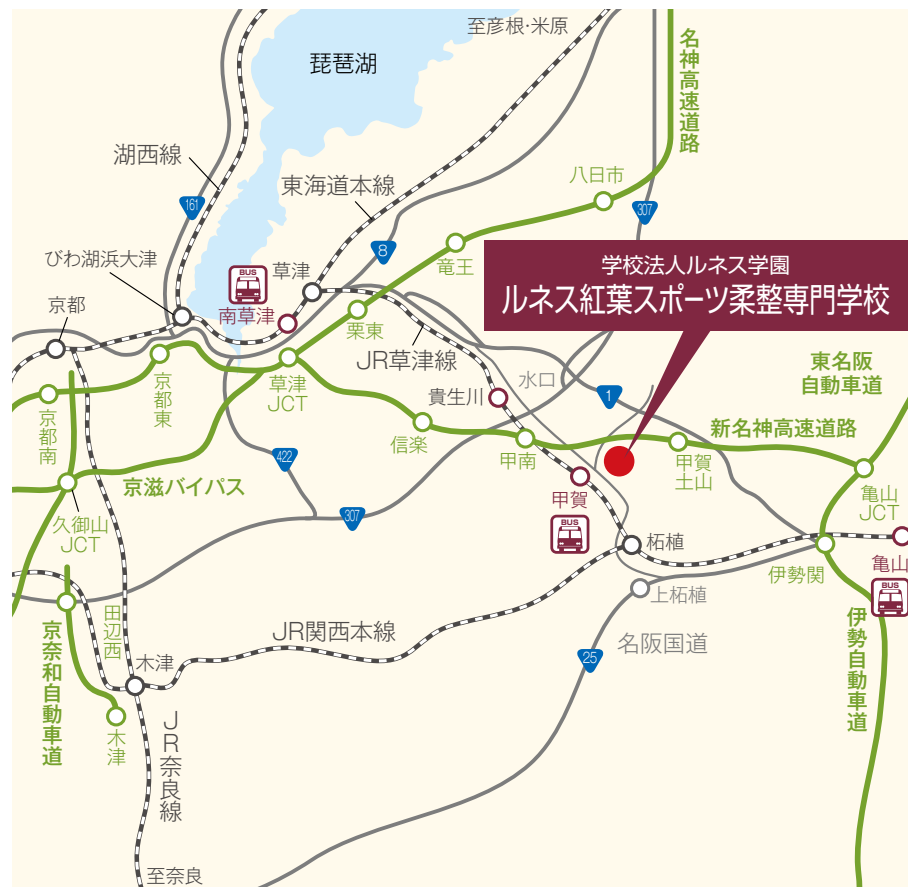 至彦根・米原
琵琶湖
名神高速道路
湖西線
東海道本線
八日市
161
307
8
びわ湖浜大津
BUS
草津
竜王
学校法人ルネス学園
ルネス紅葉スポーツ柔整専門学校
京都
南草津
栗東
JR草津線
水口
東名阪
自動車道
京都東
草津
JCT
貴生川
1
京都南
信楽
甲南
新名神高速道路
甲賀
土山
422
京滋バイパス
甲賀
亀山
JCT
久御山
JCT
307
BUS
柘植
伊勢関
亀山
BUS
上柘植
田辺西
京奈和自動車道
JR関西本線
名阪国道
伊勢自動車道
木津
25
木津
JR奈良線
至奈良